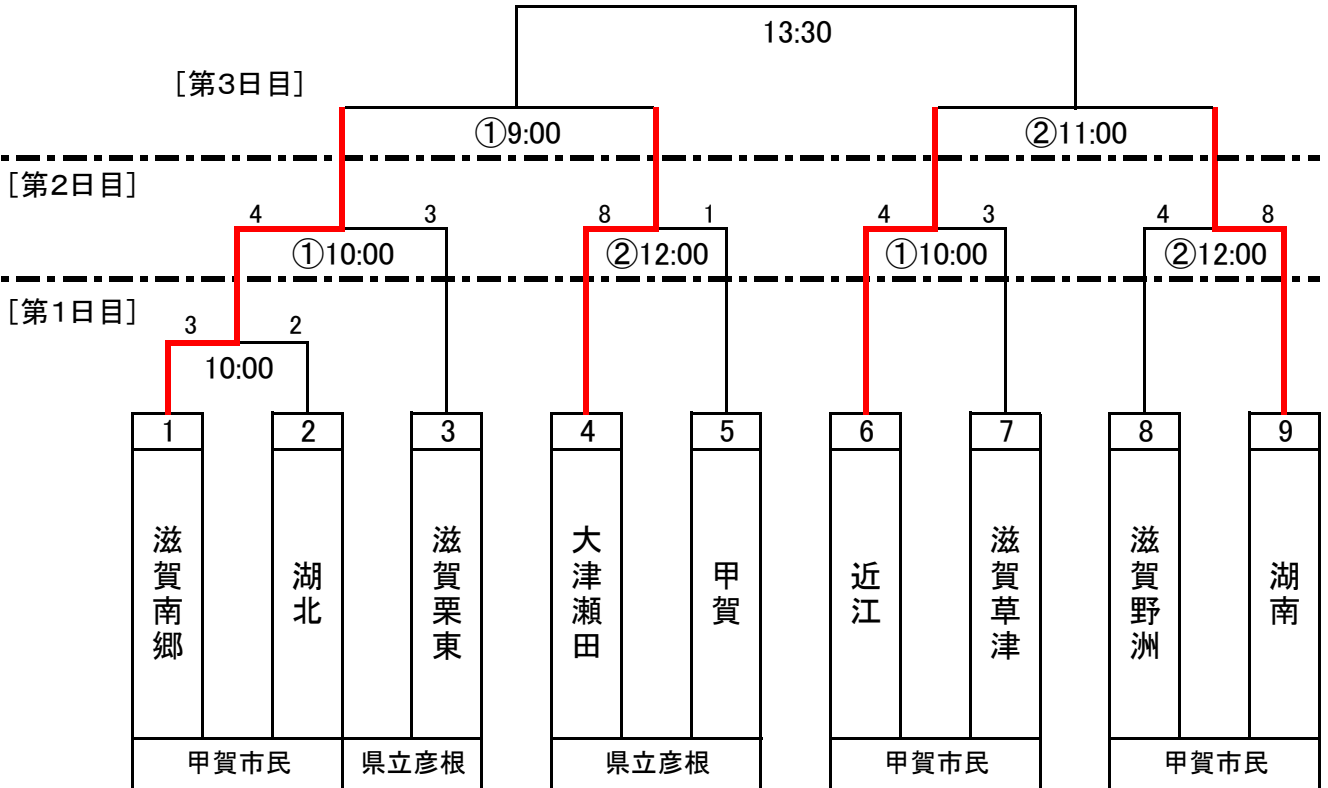 13:30
［第3日目］
①9:00
②11:00
［第2日目］
4 3 8 1 4 3 4 8
①10:00 ②12:00 ①10:00 ②12:00
［第1日目］
3 2
10:00
1 2 3 4 5 6 7 8 9
滋賀南郷
湖北
滋賀栗東
大津瀬田
甲賀
近江
滋賀草津
滋賀野洲
湖南
甲賀市民 県立彦根 県立彦根 甲賀市民 甲賀市民